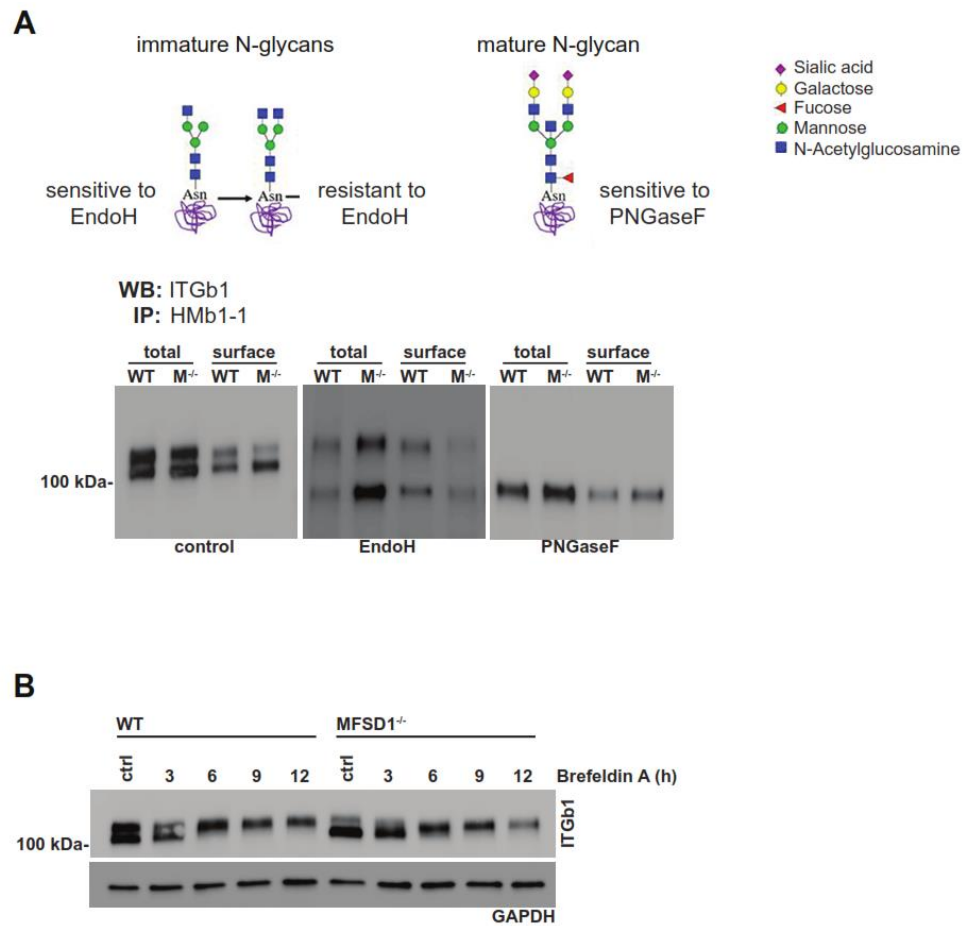 A
immature N-glycans
mature N-glycan
Sialic acid
Galactose
Fucose
Mannose
N-Acetylglucosamine
sensitive to
EndoH
Asn
Asn
resistant to
EndoH
Asn
sensitive to
PNGaseF
WB: ITGb1
IP: HMb1-1
total surface total surface total surface
WT M-/- WT M-/- WT M-/- WT M-/- WT M-/- WT M-/-
100 kDa-
control EndoH PNGaseF
B
WT MFSD1-/-
ctrl 3 6 9 12 ctrl 3 6 9 12 Brefeldin A (h)
ITGb1
100 kDa-
GAPDH